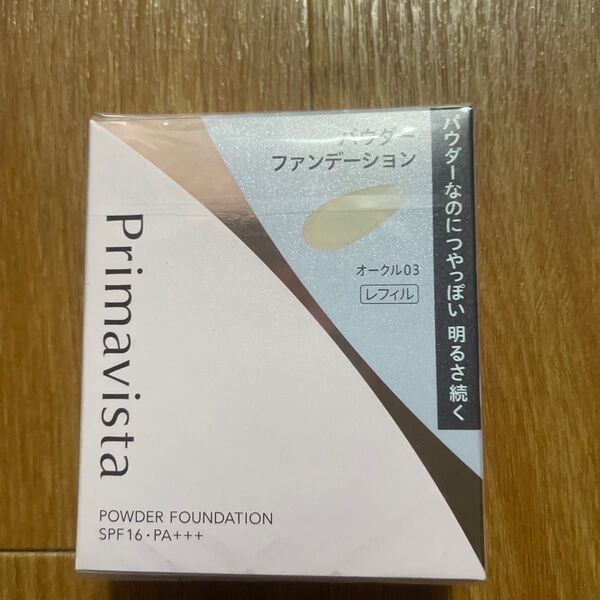 パウダー
ファンデーション
オークル03
レフィル
パウダーなのにつやっぽい 明るさ続く
Primavista
POWDER FOUNDATION
SPF16・PA+++